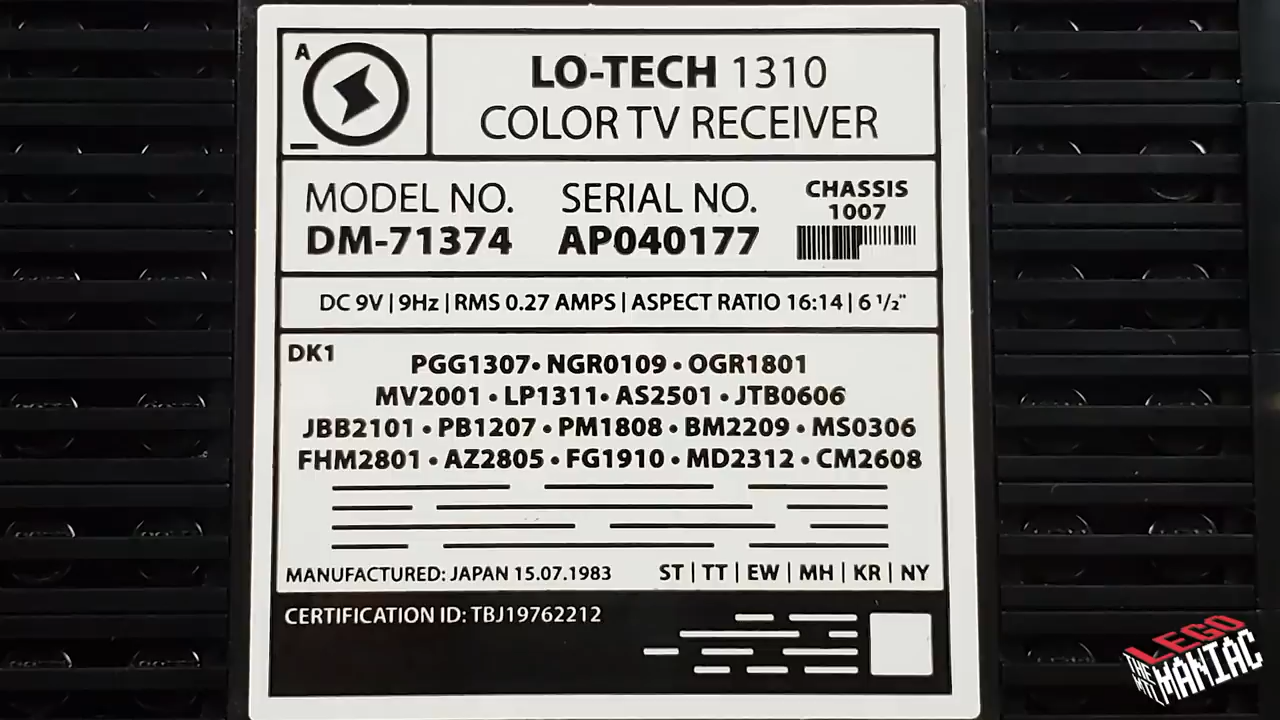 A
LO-TECH 1310
COLOR TV RECEIVER
MODEL NO.
DM-71374
SERIAL NO.
AP040177
CHASSIS
1007
DC 9V | 9Hz | RMS 0.27 AMPS | ASPECT RATIO 16:14 | 6 1/2"
DK1
PGG1307 • NGR0109 • OGR1801
MV2001 • LP1311 • AS2501 • JTB0606
JBB2101 • PB1207 • PM1808 • BM2209 • MS0306
FHM2801 • AZ2805 • FG1910 • MD2312 • CM2608
MANUFACTURED: JAPAN 15.07.1983
ST | TT | EW | MH | KR | NY
CERTIFICATION ID: TBJ19762212
LEGO
THE MTL MANIAC